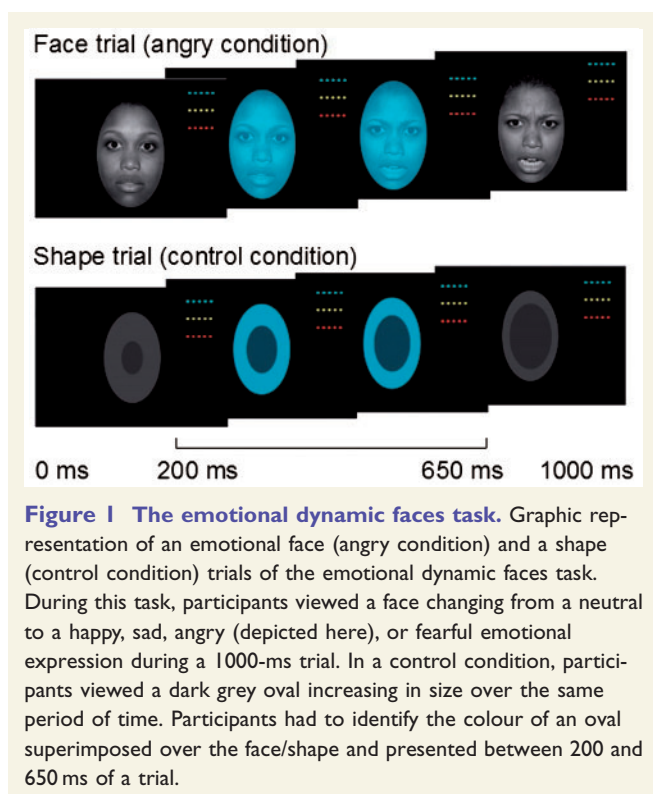 Face trial (angry condition)
Shape trial (control condition)
0 ms 200 ms 650 ms 1000 ms
Figure 1 The emotional dynamic faces task. Graphic rep-
resentation of an emotional face (angry condition) and a shape
(control condition) trials of the emotional dynamic faces task.
During this task, participants viewed a face changing from a neutral
to a happy, sad, angry (depicted here), or fearful emotional
expression during a 1000-ms trial. In a control condition, partici-
pants viewed a dark grey oval increasing in size over the same
period of time. Participants had to identify the colour of an oval
superimposed over the face/shape and presented between 200 and
650 ms of a trial.